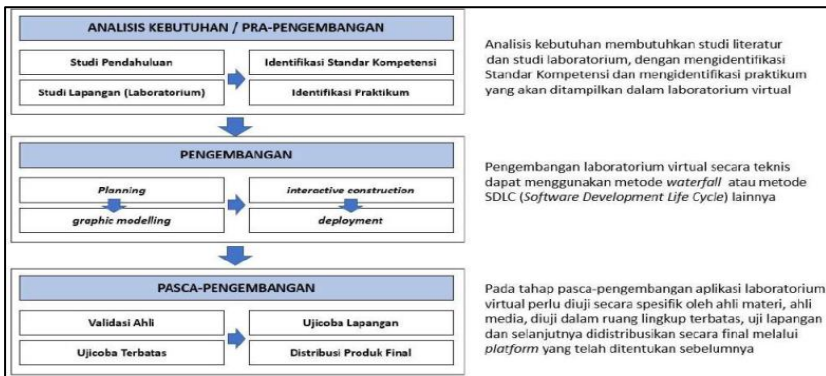 ANALISIS KEBUTUHAN / PRA-PENGEMBANGAN
Studi Pendahuluan
Identifikasi Standar Kompetensi
Studi Lapangan (Laboratorium)
Identifikasi Praktikum
Analisis kebutuhan membutuhkan studi literatur
dan studi laboratorium, dengan mengidentifikasi
Standar Kompetensi dan mengidentifikasi praktikum
yang akan ditampilkan dalam laboratorium virtual
PENGEMBANGAN
Planning
interactive construction
graphic modelling
deployment
Pengembangan laboratorium virtual secara teknis
dapat menggunakan metode waterfall atau metode
SDLC (Software Development Life Cycle) lainnya
PASCA-PENGEMBANGAN
Validasi Ahli
Ujicoba Lapangan
Ujicoba Terbatas
Distribusi Produk Final
Pada tahap pasca-pengembangan aplikasi laboratorium
virtual perlu diuji secara spesifik oleh ahli materi, ahli
media, diuji dalam ruang lingkup terbatas, uji lapangan
dan selanjutnya didistribusikan secara final melalui
platform yang telah ditentukan sebelumnya